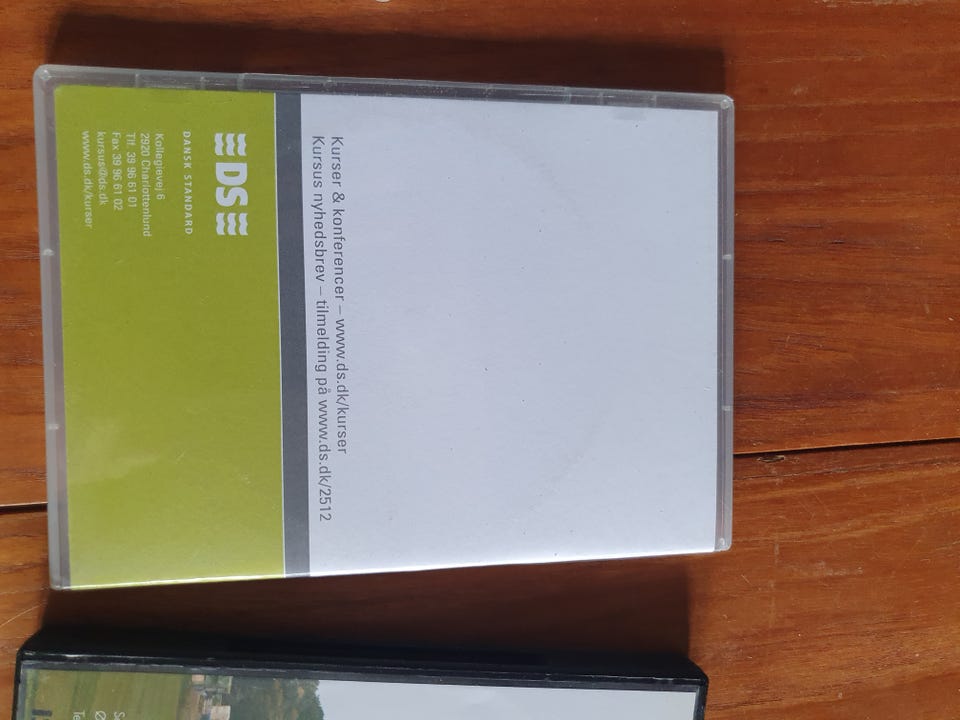 Kurser & konferencer – www.ds.dk/kurser
Kursus nyhedsbrev – tilmelding på www.ds.dk/2512
DS
DANSK STANDARD
Kollegievej 6
2920 Charlottenlund
Tlf. 39 96 61 01
Fax 39 96 61 02
kursus@ds.dk
www.ds.dk/kurser